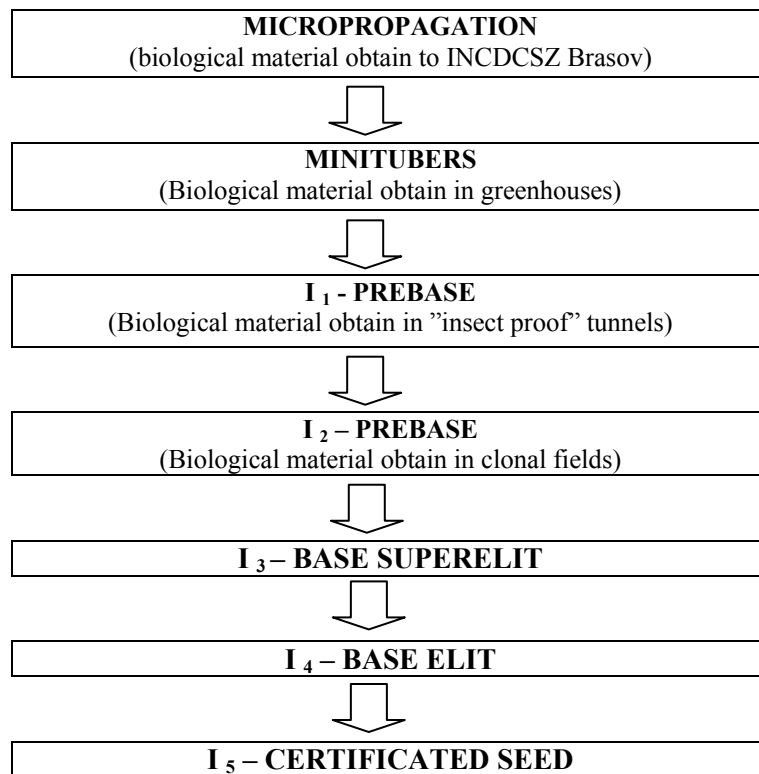 MICROPROPAGATION
(biological material obtain to INCDCSZ Brasov)
MINITUBERS
(Biological material obtain in greenhouses)
I 1 - PREBASE
(Biological material obtain in ”insect proof” tunnels)
I 2 – PREBASE
(Biological material obtain in clonal fields)
I 3 – BASE SUPERELIT
I 4 – BASE ELIT
I 5 – CERTIFICATED SEED